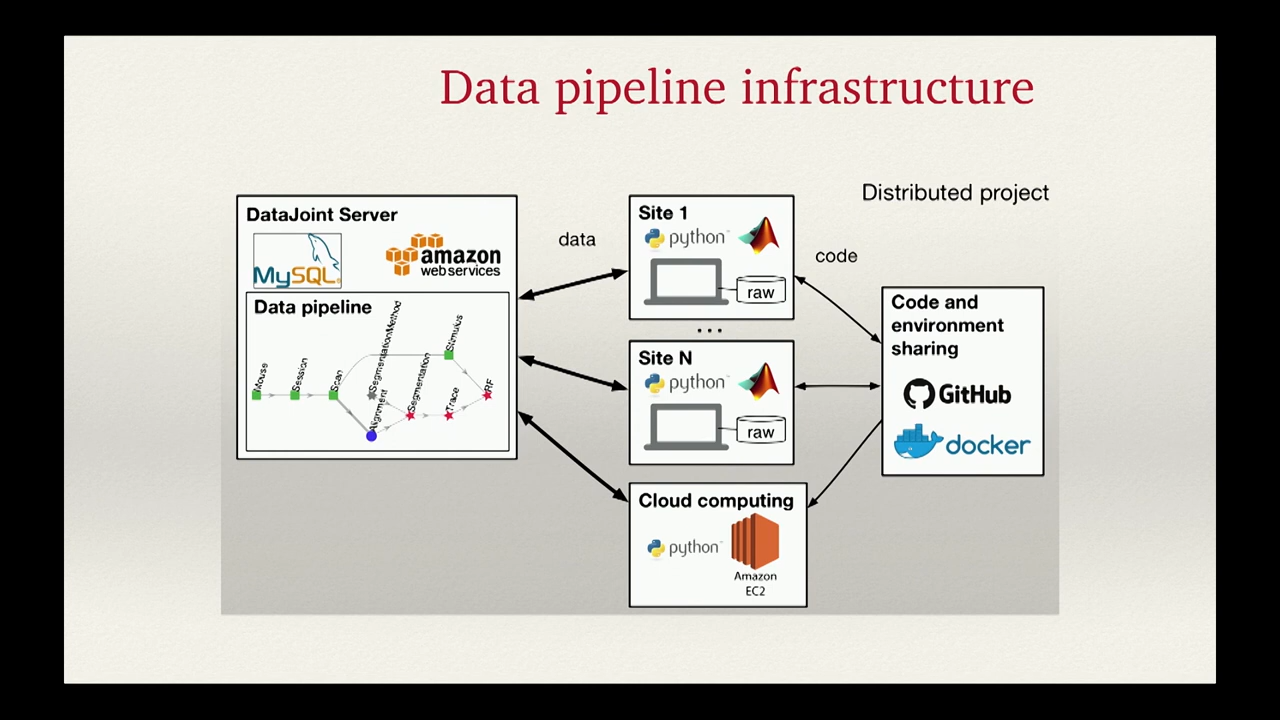 Data pipeline infrastructure
Distributed project
DataJoint Server
MySQL
amazon
webservices
Data pipeline
Mouse
Session
Scan
SegmentationMethod
Alignment
Segmentation
Stimulus
Trace
RF
data
Site 1
python
raw
...
Site N
python
raw
Cloud computing
python
Amazon
EC2
code
Code and
environment
sharing
GitHub
docker